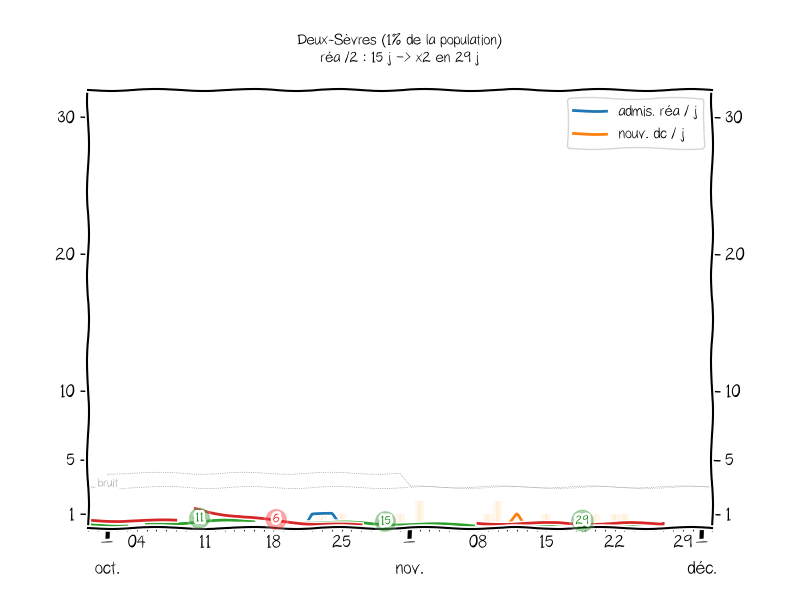 Deux-Sèvres (1% de la population)
réa /2 : 15 j -> x2 en 29 j
admis. réa / j
nouv. dc / j
30
30
20
20
10
10
5
5
bruit
1
11
6
15
29
1
04
11
18
25
08
15
22
29
oct.
nov.
déc.